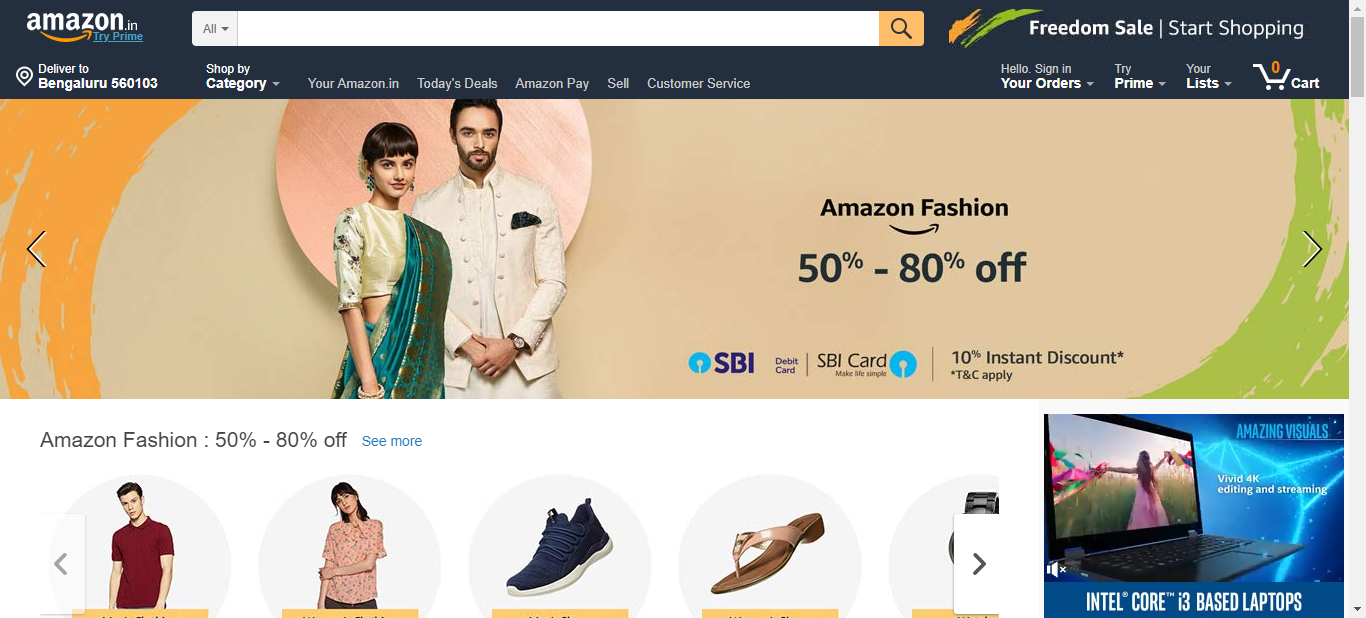 amazon.in
Try Prime
All
Freedom Sale | Start Shopping
Deliver to
Bengaluru 560103
Shop by
Category
Your Amazon.in Today's Deals Amazon Pay Sell Customer Service
Hello. Sign in
Your Orders
Try
Prime
Your
Lists
0
Cart
Amazon Fashion
50% - 80% off
SBI
Debit
Card
SBI Card
Make life simple
10% Instant Discount*
*T&C apply
Amazon Fashion : 50% - 80% off See more
AMAZING VISUALS
Vivid 4K
editing and streaming
INTEL® CORE™ i3 BASED LAPTOPS